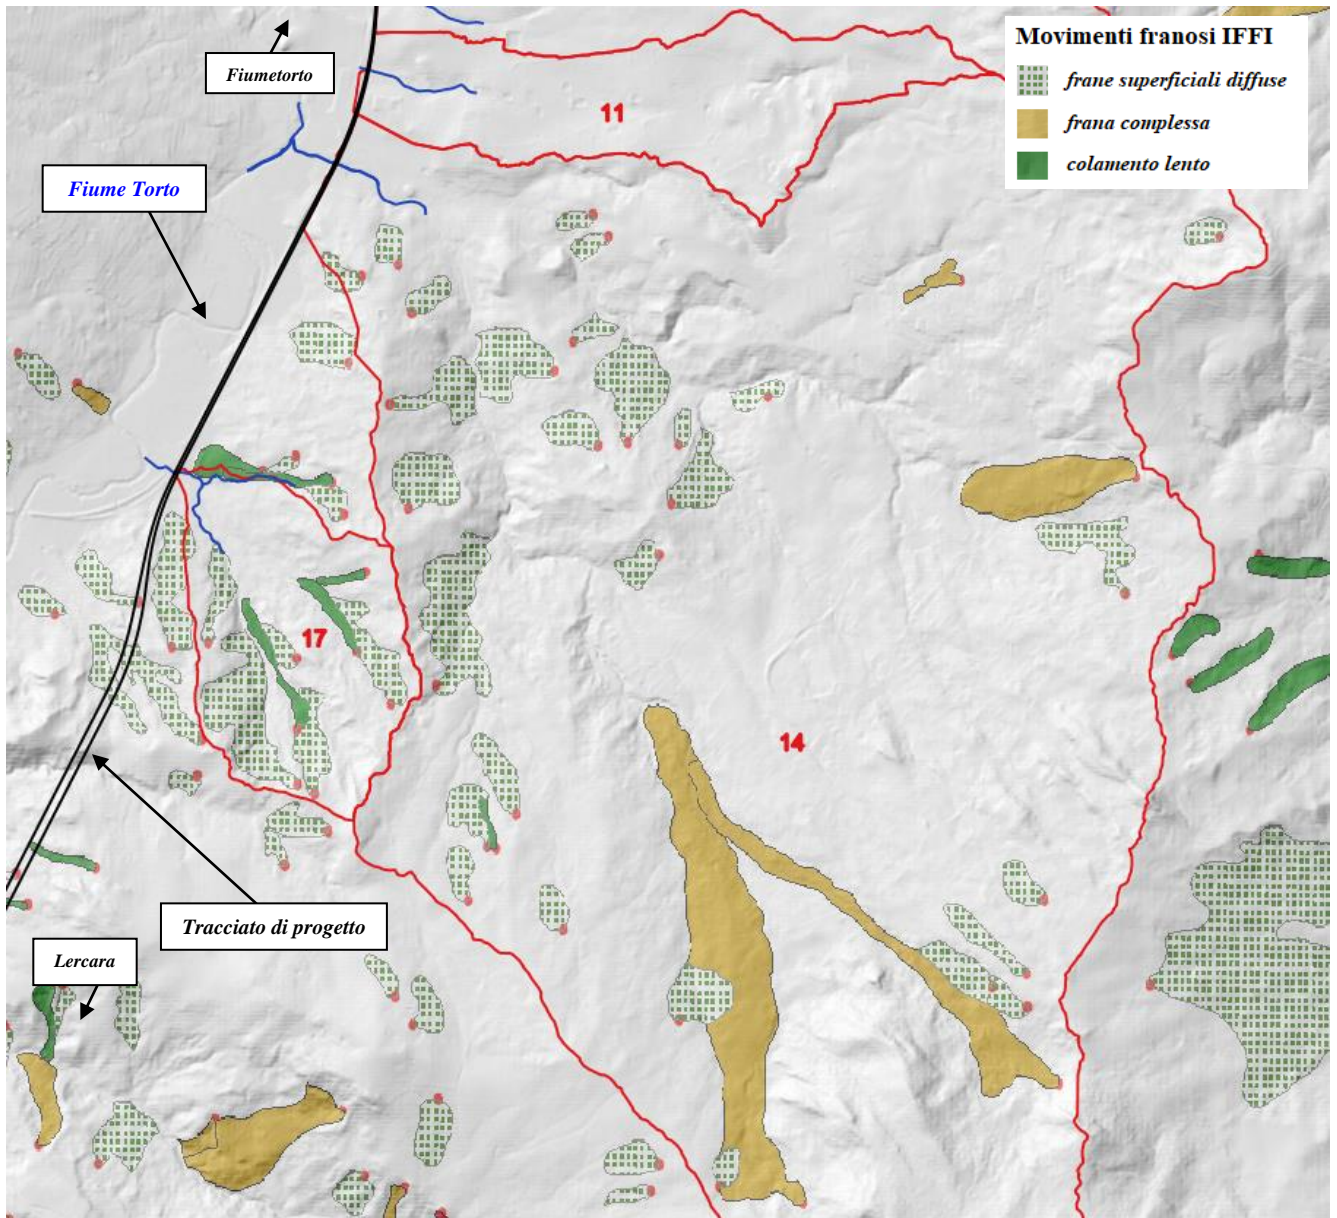 Fiumetorto
Movimenti franosi IFFI
frane superficiali diffuse
frana complessa
colamento lento
11
Fiume Torto
17
14
Tracciato di progetto
Lercara